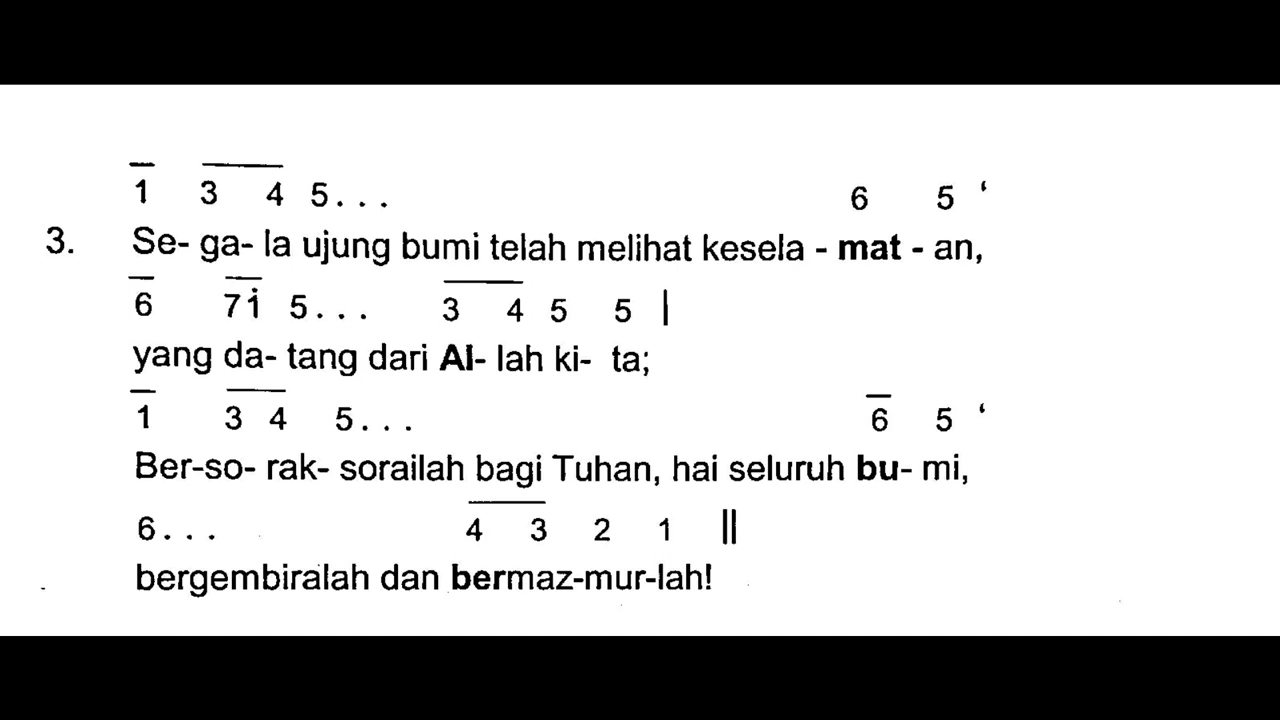 1 3 4 5... 6 5 ‘
3. Se- ga- la ujung bumi telah melihat kesela - mat - an,
6 7i 5... 3 4 5 5 |
yang da- tang dari Al- lah ki- ta;
1 3 4 5... 6 5 ‘
Ber-so- rak- sorailah bagi Tuhan, hai seluruh bu- mi,
6... 4 3 2 1 ||
bergembiralah dan bermaz-mur-lah!